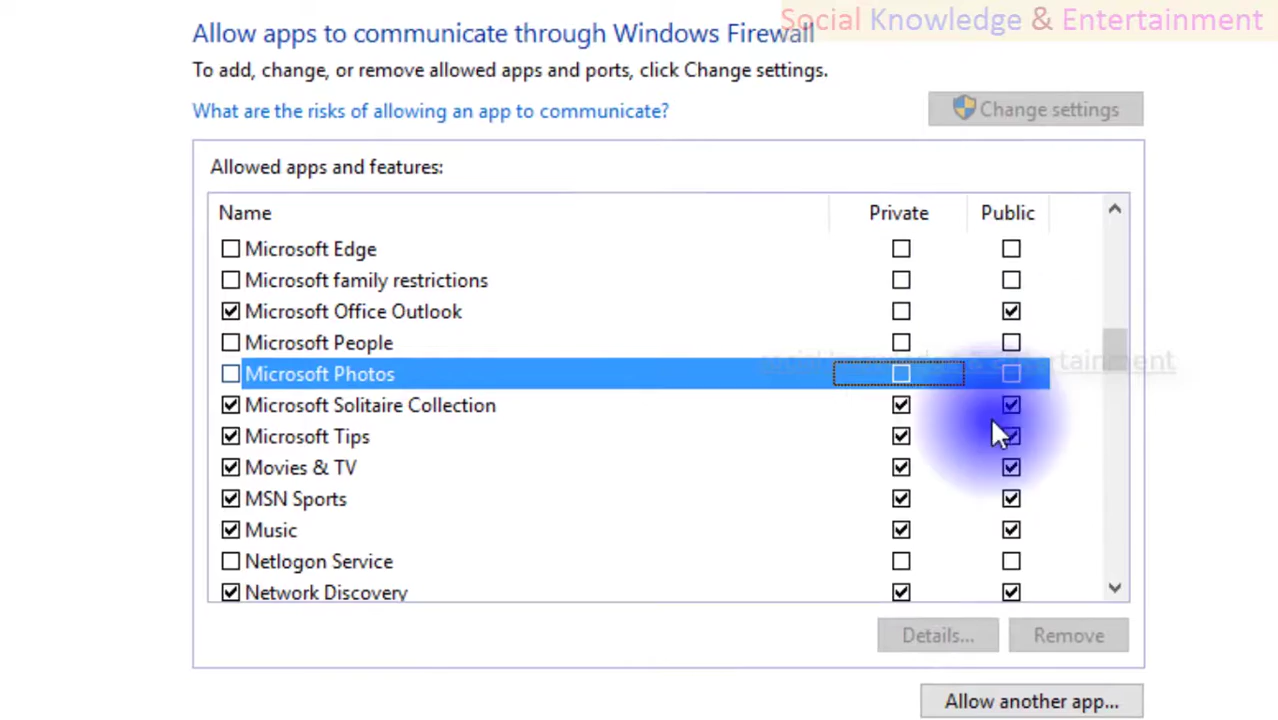 Social Knowledge & Entertainment
Allow apps to communicate through Windows Firewall
To add, change, or remove allowed apps and ports, click Change settings.
What are the risks of allowing an app to communicate?
Change settings
Allowed apps and features:
Name Private Public
Microsoft Edge
Microsoft family restrictions
Microsoft Office Outlook
Microsoft People
Microsoft Photos
social knowledge & entertainment
Microsoft Solitaire Collection
Microsoft Tips
Movies & TV
MSN Sports
Music
Netlogon Service
Network Discovery
Details... Remove
Allow another app...